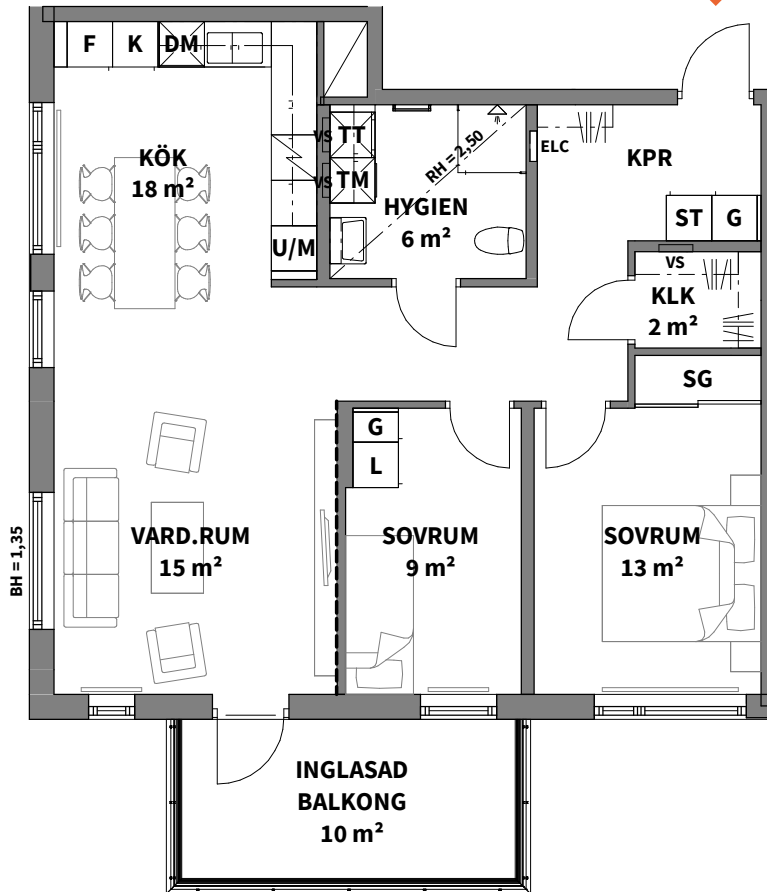 F K DM
KÖK
18 m²
VS TT
VS TM
RH = 2,50
HYGIEN
6 m²
U/M
ELC
KPR
ST G
VS
KLK
2 m²
SG
G
L
BH = 1,35
VARD.RUM
15 m²
SOVRUM
9 m²
SOVRUM
13 m²
INGLASAD
BALKONG
10 m²